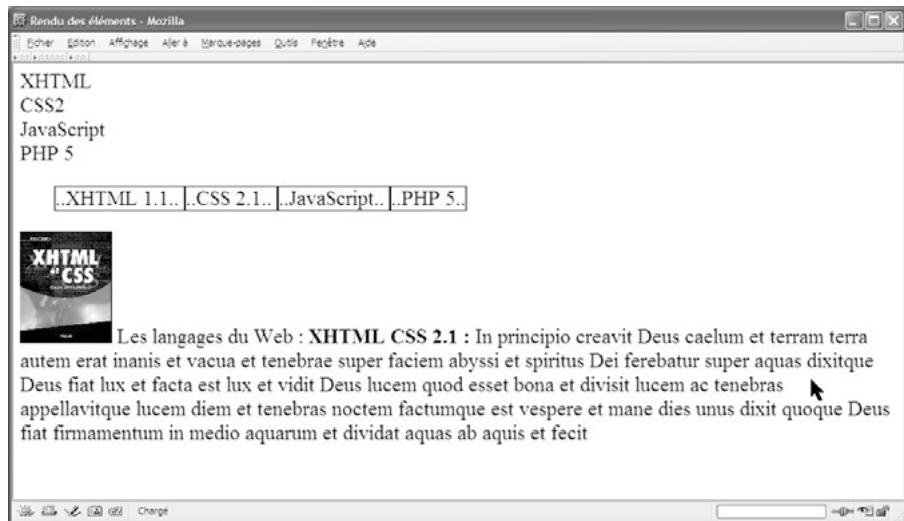 Rendu des éléments - Mozilla
Fichier Edition Affichage Aller à Marque-pages Outils Fenêtre Aide
XHTML
CSS2
JavaScript
PHP 5
..XHTML 1.1.. ..CSS 2.1.. ..JavaScript.. ..PHP 5..
XHTML
et CSS
Les langages du Web : XHTML CSS 2.1 : In principio creavit Deus caelum et terram terra
autem erat inanis et vacua et tenebrae super faciem abyssi et spiritus Dei ferebatur super aquas dixitque
Deus fiat lux et facta est lux et vidit Deus lucem quod esset bona et divisit lucem ac tenebras
appellavitque lucem diem et tenebras noctem factumque est vespere et mane dies unus dixit quoque Deus
fiat firmamentum in medio aquarum et dividat aquas ab aquis et fecit
Chargé